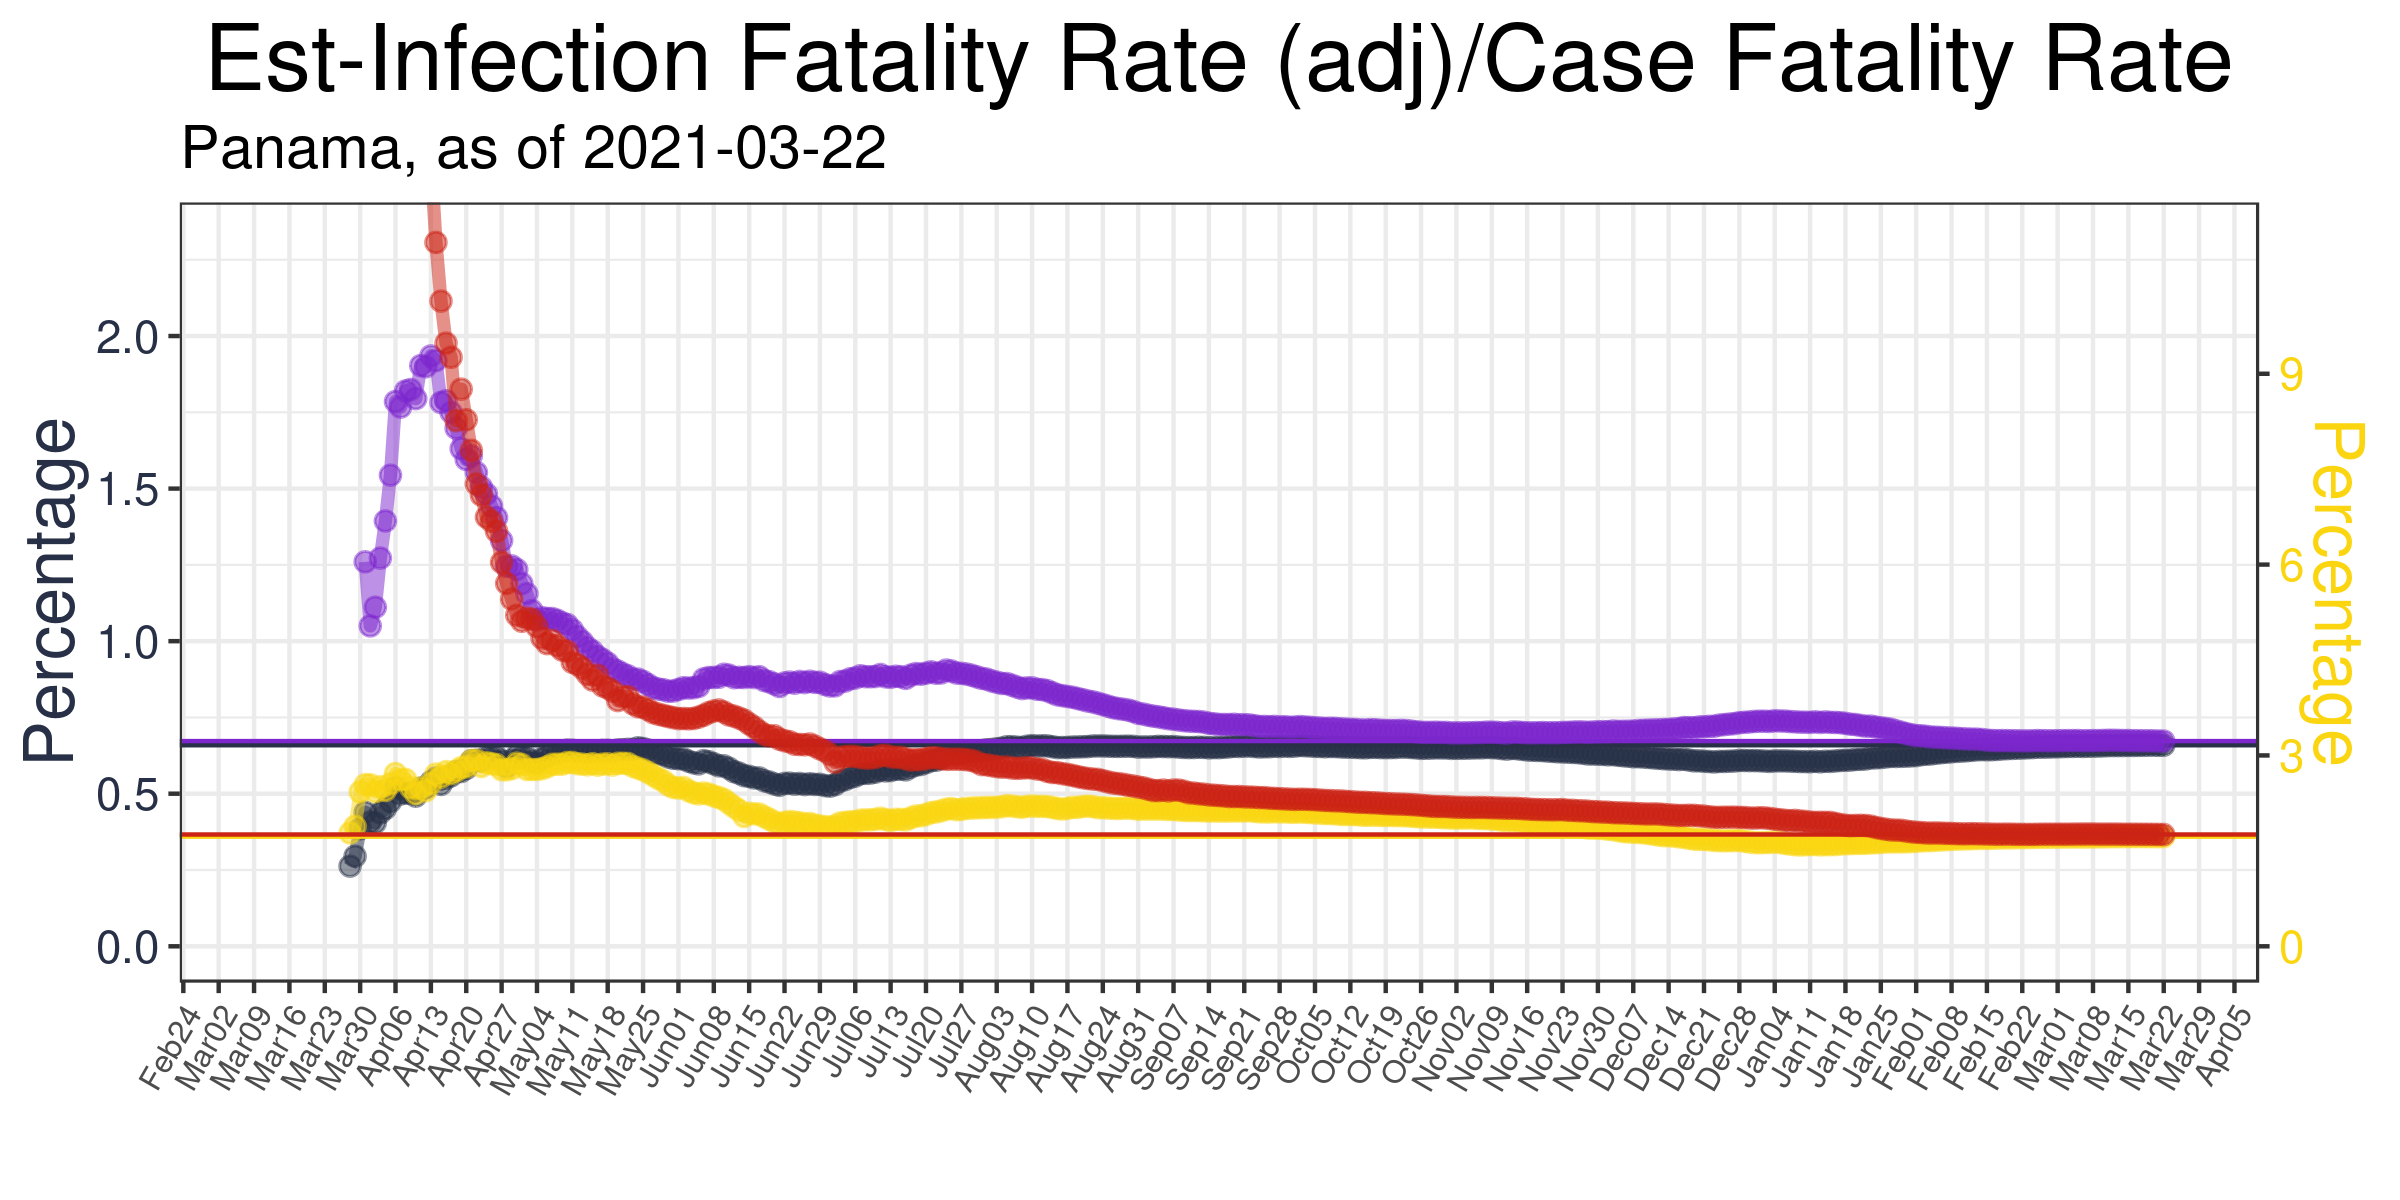 Est-Infection Fatality Rate (adj)/Case Fatality Rate
Panama, as of 2021-03-22
Percentage
2.0
1.5
1.0
0.5
0.0
9
6
3
0
Percentage
Feb24
Mar02
Mar09
Mar16
Mar23
Mar30
Apr06
Apr13
Apr20
Apr27
May04
May11
May18
May25
Jun01
Jun08
Jun15
Jun22
Jun29
Jul06
Jul13
Jul20
Jul27
Aug03
Aug10
Aug17
Aug24
Aug31
Sep07
Sep14
Sep21
Sep28
Oct05
Oct12
Oct19
Oct26
Nov02
Nov09
Nov16
Nov23
Nov30
Dec07
Dec14
Dec21
Dec28
Jan04
Jan11
Jan18
Jan25
Feb01
Feb08
Feb15
Feb22
Mar01
Mar08
Mar15
Mar22
Mar29
Apr05